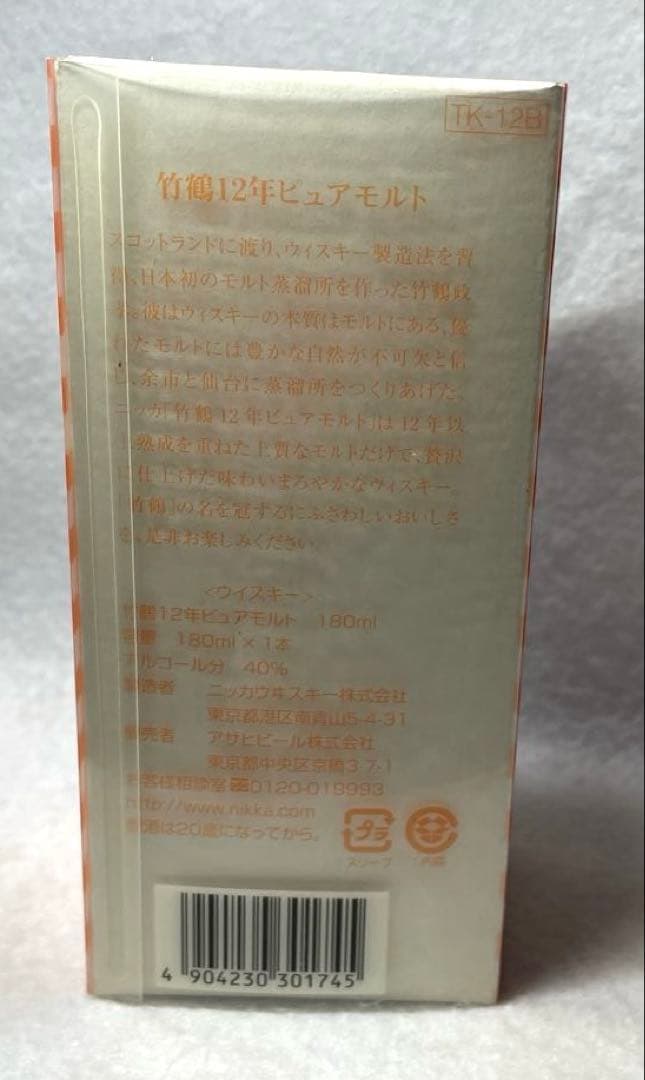 TK-12B
竹鶴12年ピュアモルト
スコットランドに渡り、ウィスキー製造法を習
得、日本初のモルト蒸溜所を作った竹鶴政
孝。彼はウィスキーの本質はモルトにある、優
れたモルトには豊かな自然が不可欠と信
じ、余市と仙台に蒸溜所をつくりあげた。
ニッカ「竹鶴12年ピュアモルト」は12年以
上熟成を重ねた上質なモルトだけで、贅沢
に仕上げた味わいまろやかなウィスキー。
「竹鶴」の名を冠するにふさわしいおいしさ
を、是非お楽しみください。
<ウイスキー>
竹鶴12年ピュアモルト 180ml
容量 180ml×1本
アルコール分 40%
製造者 ニッカウヰスキー株式会社
東京都港区南青山5-4-31
販売者 アサヒビール株式会社
東京都中央区京橋3-7-1
お客様相談室 0120-019993
http://www.nikka.com
飲酒は20歳になってから。
プラ
スリーブ
4 904230 301745